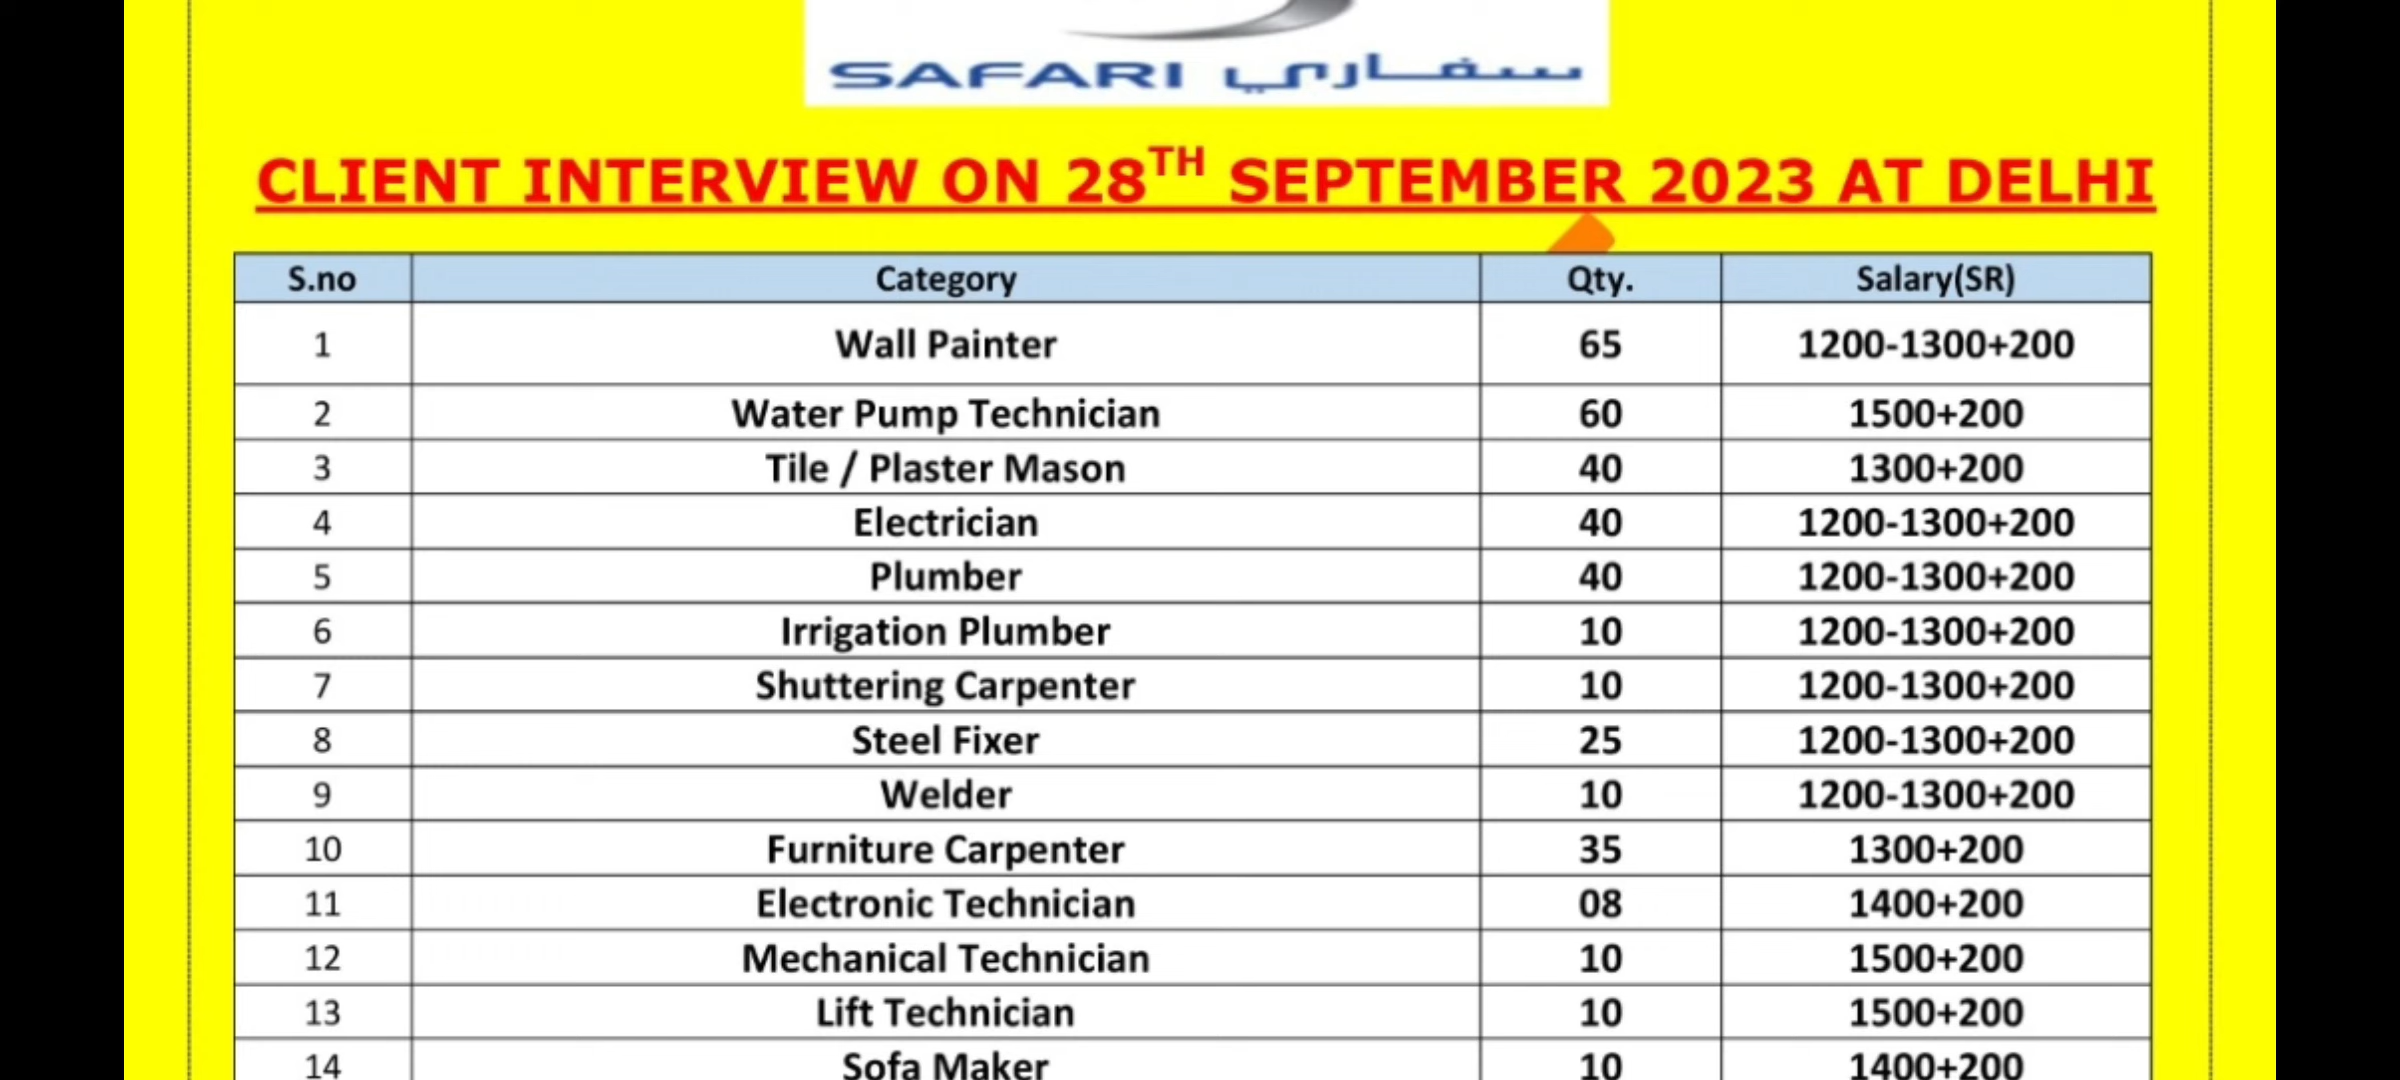 SAFARI سفاري
CLIENT INTERVIEW ON 28TH SEPTEMBER 2023 AT DELHI
S.no Category Qty. Salary(SR)
1 Wall Painter 65 1200-1300+200
2 Water Pump Technician 60 1500+200
3 Tile / Plaster Mason 40 1300+200
4 Electrician 40 1200-1300+200
5 Plumber 40 1200-1300+200
6 Irrigation Plumber 10 1200-1300+200
7 Shuttering Carpenter 10 1200-1300+200
8 Steel Fixer 25 1200-1300+200
9 Welder 10 1200-1300+200
10 Furniture Carpenter 35 1300+200
11 Electronic Technician 08 1400+200
12 Mechanical Technician 10 1500+200
13 Lift Technician 10 1500+200
14 Sofa Maker 10 1400+200